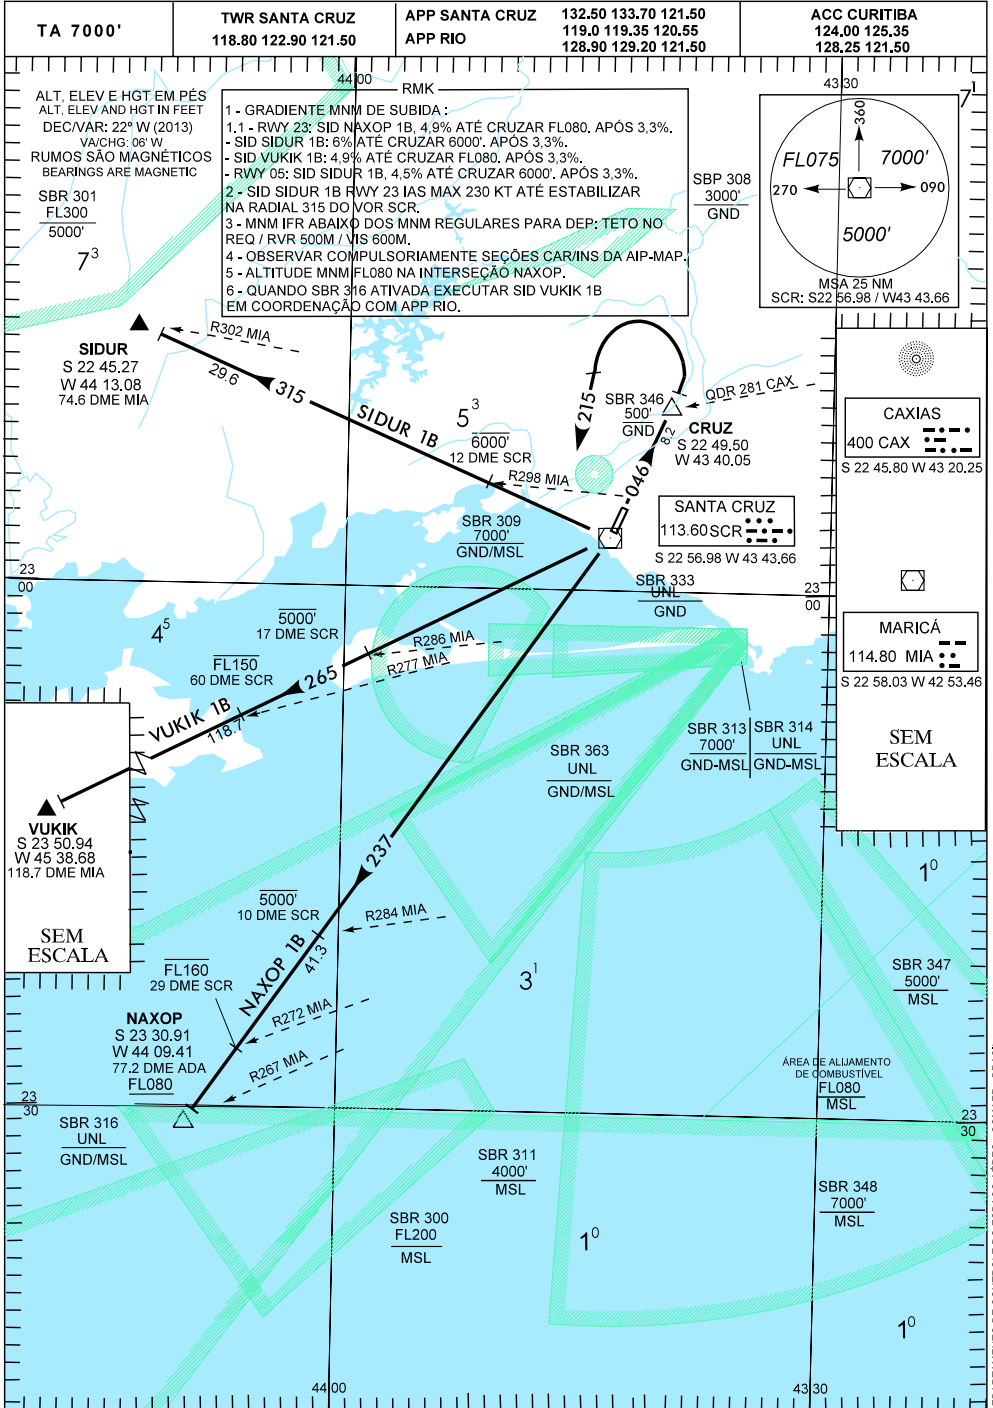 TA 7000'
TWR SANTA CRUZ
118.80 122.90 121.50
APP SANTA CRUZ 132.50 133.70 121.50
APP RIO 119.0 119.35 120.55
128.90 129.20 121.50
ACC CURITIBA
124.00 125.35
128.25 121.50
44 00
43 30
ALT, ELEV E HGT EM PÉS
ALT, ELEV AND HGT IN FEET
DEC/VAR: 22º W (2013)
VA/CHG: 06' W
RUMOS SÃO MAGNÉTICOS
BEARINGS ARE MAGNETIC
SBR 301
FL300
5000'
7³
RMK
1 - GRADIENTE MNM DE SUBIDA :
1.1 - RWY 23: SID NAXOP 1B, 4,9% ATÉ CRUZAR FL080. APÓS 3,3%.
- SID SIDUR 1B: 6% ATÉ CRUZAR 6000'. APÓS 3,3%.
- SID VUKIK 1B: 4,9% ATÉ CRUZAR FL.080. APÓS 3,3%.
- RWY 05: SID SIDUR 1B, 4,5% ATÉ CRUZAR 6000'. APÓS 3,3%.
2 - SID SIDUR 1B RWY 23 IAS MAX 230 KT ATÉ ESTABILIZAR
NA RADIAL 315 DO VOR SCR.
3 - MNM IFR ABAIXO DOS MNM REGULARES PARA DEP: TETO NO
REQ / RVR 500M / VIS 600M.
4 - OBSERVAR COMPULSORIAMENTE SEÇÕES CAR/INS DA AIP-MAP.
5 - ALTITUDE MNM FL080 NA INTERSEÇÃO NAXOP.
6 - QUANDO SBR 316 ATIVADA EXECUTAR SID VUKIK 1B
EM COORDENAÇÃO COM APP RIO.
SBP 308
3000'
GND
7¹
360
FL075 7000'
270 090
5000'
MSA 25 NM
SCR: S22 56.98 / W43 43.66
SIDUR
S 22 45.27
W 44 13.08
74.6 DME MIA
R302 MIA
29.6
315
SIDUR 1B
5³
6000'
12 DME SCR
R298 MIA
215
SBR 346
500'
GND
QDR 281 CAX
CRUZ
S 22 49.50
W 43 40.05
8.2
046
CAXIAS
400 CAX
S 22 45.80 W 43 20.25
SANTA CRUZ
113.60 SCR
S 22 56.98 W 43 43.66
SBR 309
7000'
GND/MSL
SBR 333
UNL
GND
23
00
23
00
4⁵
5000'
17 DME SCR
R286 MIA
R277 MIA
FL150
60 DME SCR
265
VUKIK 1B
118.7
MARICÁ
114.80 MIA
S 22 58.03 W 42 53.46
SEM
ESCALA
SBR 313
7000'
GND-MSL
SBR 314
UNL
GND-MSL
SBR 363
UNL
GND/MSL
VUKIK
S 23 50.94
W 45 38.68
118.7 DME MIA
SEM
ESCALA
237
5000'
10 DME SCR
R284 MIA
1⁰
NAXOP 1B
41.3
FL160
29 DME SCR
R272 MIA
3¹
SBR 347
5000'
MSL
NAXOP
S 23 30.91
W 44 09.41
77.2 DME ADA
FL080
R267 MIA
ÁREA DE ALIJAMENTO
DE COMBUSTÍVEL
FL080
MSL
23
30
23
30
SBR 316
UNL
GND/MSL
SBR 311
4000'
MSL
SBR 348
7000'
MSL
SBR 300
FL200
MSL
1⁰
1⁰
44 00
43 30